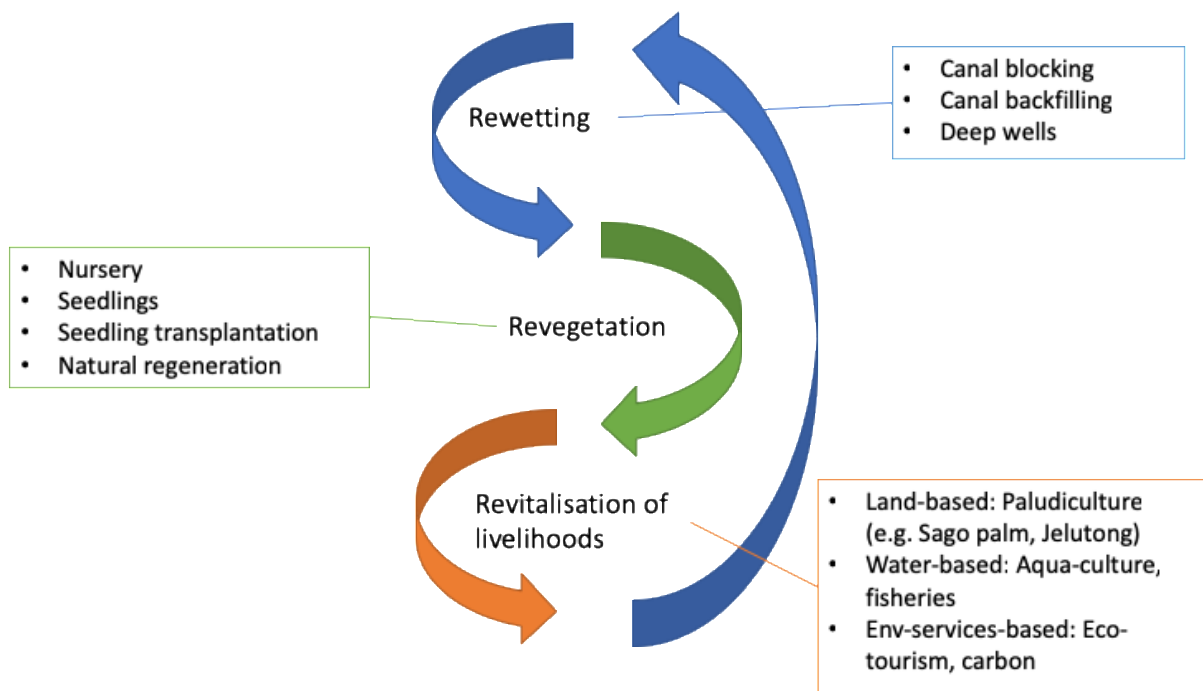 Rewetting
• Canal blocking
• Canal backfilling
• Deep wells
• Nursery
• Seedlings
• Seedling transplantation
• Natural regeneration
Revegetation
Revitalisation of
livelihoods
• Land-based: Paludiculture
(e.g. Sago palm, Jelutong)
• Water-based: Aqua-culture,
fisheries
• Env-services-based: Eco-
tourism, carbon